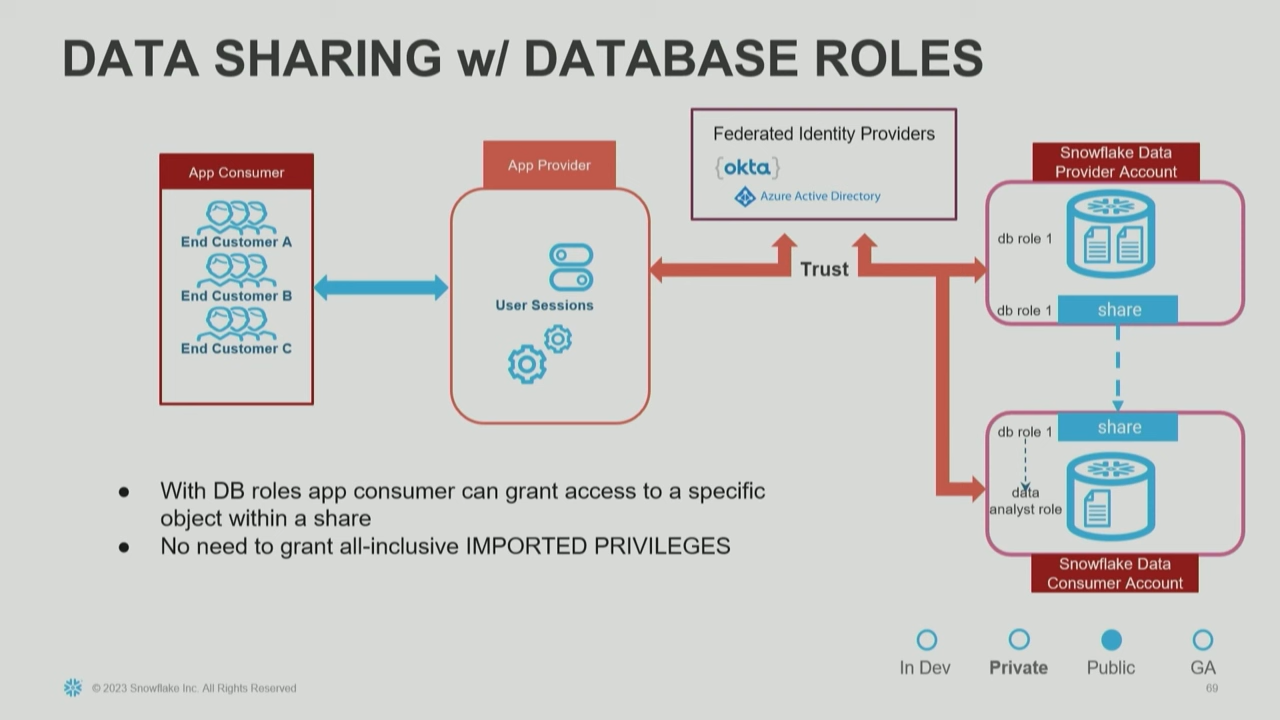 DATA SHARING w/ DATABASE ROLES
App Consumer
End Customer A
End Customer B
End Customer C
App Provider
User Sessions
Federated Identity Providers
{okta}
Azure Active Directory
Trust
Snowflake Data
Provider Account
db role 1
db role 1
share
db role 1
share
data
analyst role
Snowflake Data
Consumer Account
● With DB roles app consumer can grant access to a specific
object within a share
● No need to grant all-inclusive IMPORTED PRIVILEGES
In Dev
Private
Public
GA
© 2023 Snowflake Inc. All Rights Reserved
69